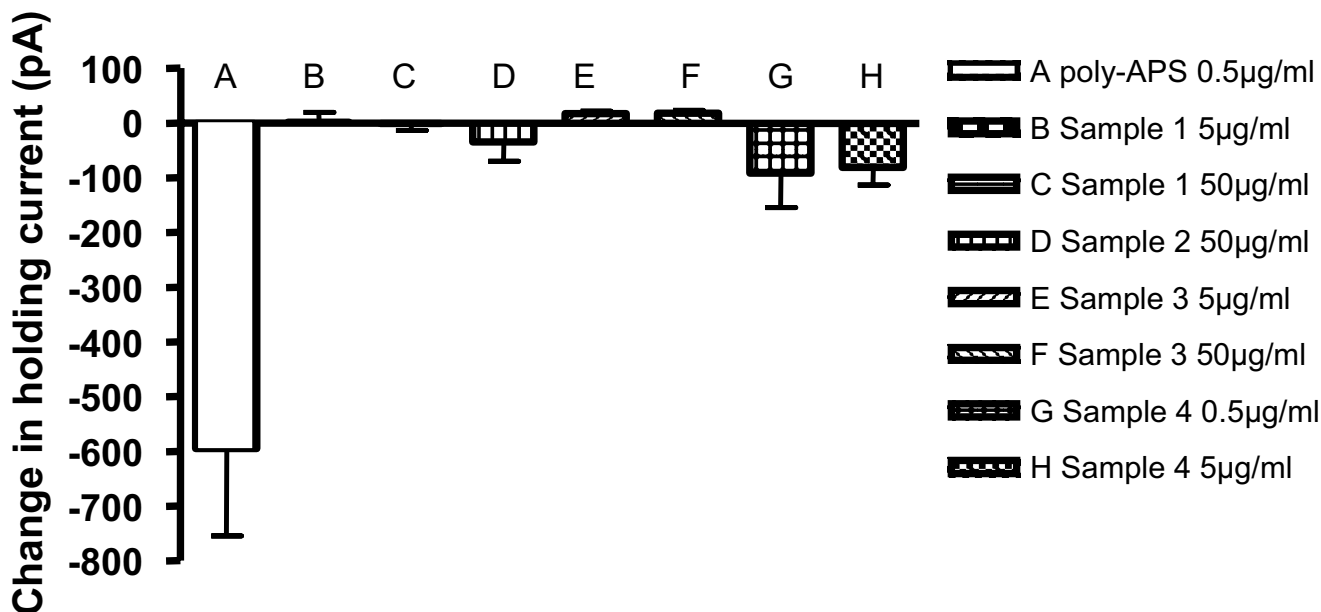 Change in holding current (pA)
100
0
-100
-200
-300
-400
-500
-600
-700
-800
A B C D E F G H
A poly-APS 0.5µg/ml
B Sample 1 5µg/ml
C Sample 1 50µg/ml
D Sample 2 50µg/ml
E Sample 3 5µg/ml
F Sample 3 50µg/ml
G Sample 4 0.5µg/ml
H Sample 4 5µg/ml